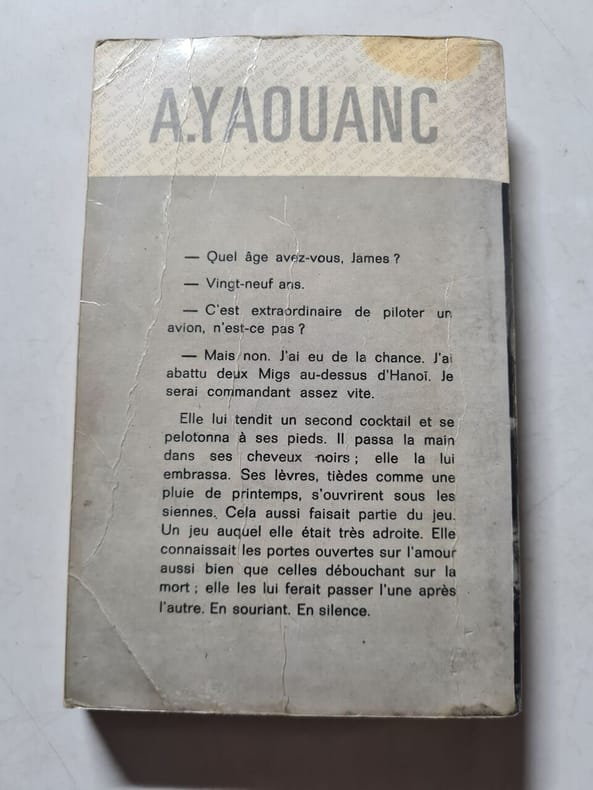 A.YAOUANC
— Quel âge avez-vous, James ?
— Vingt-neuf ans.
— C'est extraordinaire de piloter un
avion, n'est-ce pas ?
— Mais non. J'ai eu de la chance. J'ai
abattu deux Migs au-dessus d'Hanoï. Je
serai commandant assez vite.
Elle lui tendit un second cocktail et se
pelotonna à ses pieds. Il passa la main
dans ses cheveux noirs ; elle la lui
embrassa. Ses lèvres, tièdes comme une
pluie de printemps, s'ouvrirent sous les
siennes. Cela aussi faisait partie du jeu.
Un jeu auquel elle était très adroite. Elle
connaissait les portes ouvertes sur l'amour
aussi bien que celles débouchant sur la
mort ; elle les lui ferait passer l'une après
l'autre. En souriant. En silence.